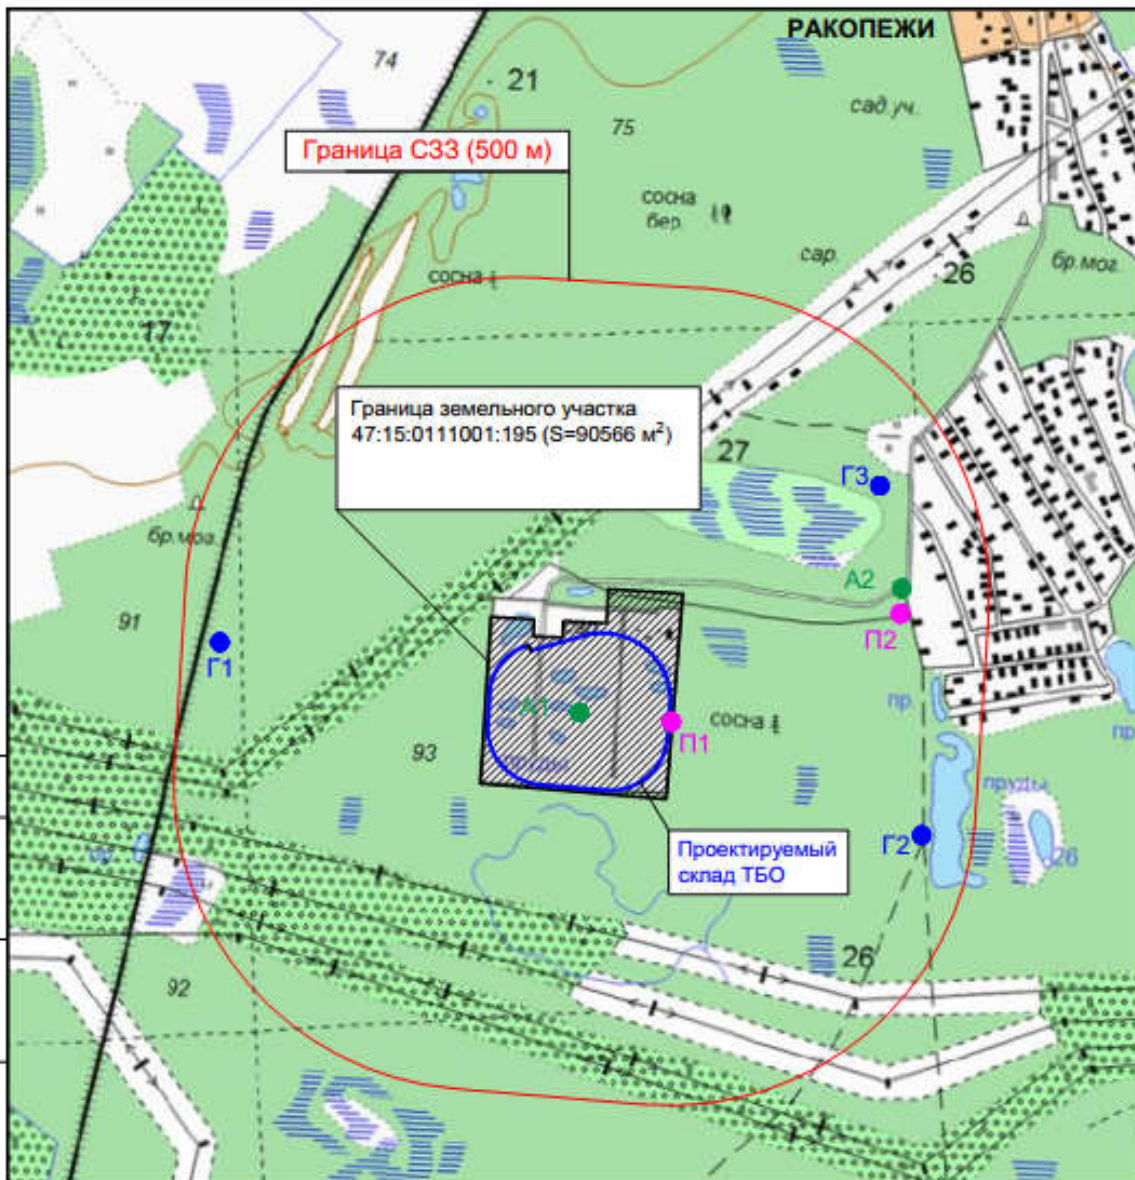 РАКОПЕЖИ
74
21
75
сад.уч.
Граница СЗЗ (500 м)
сосна
бер.
сар.
26
бр.мог.
сосна
17
Граница земельного участка
47:15:0111001:195 (S=90566 м²)
27
Г3
бр.мог.
А2
91
Г1
П2
пр.
А1
сосна
П1
93
пруды
пр
пруды
Г2
Проектируемый
склад ТБО
26
26
92